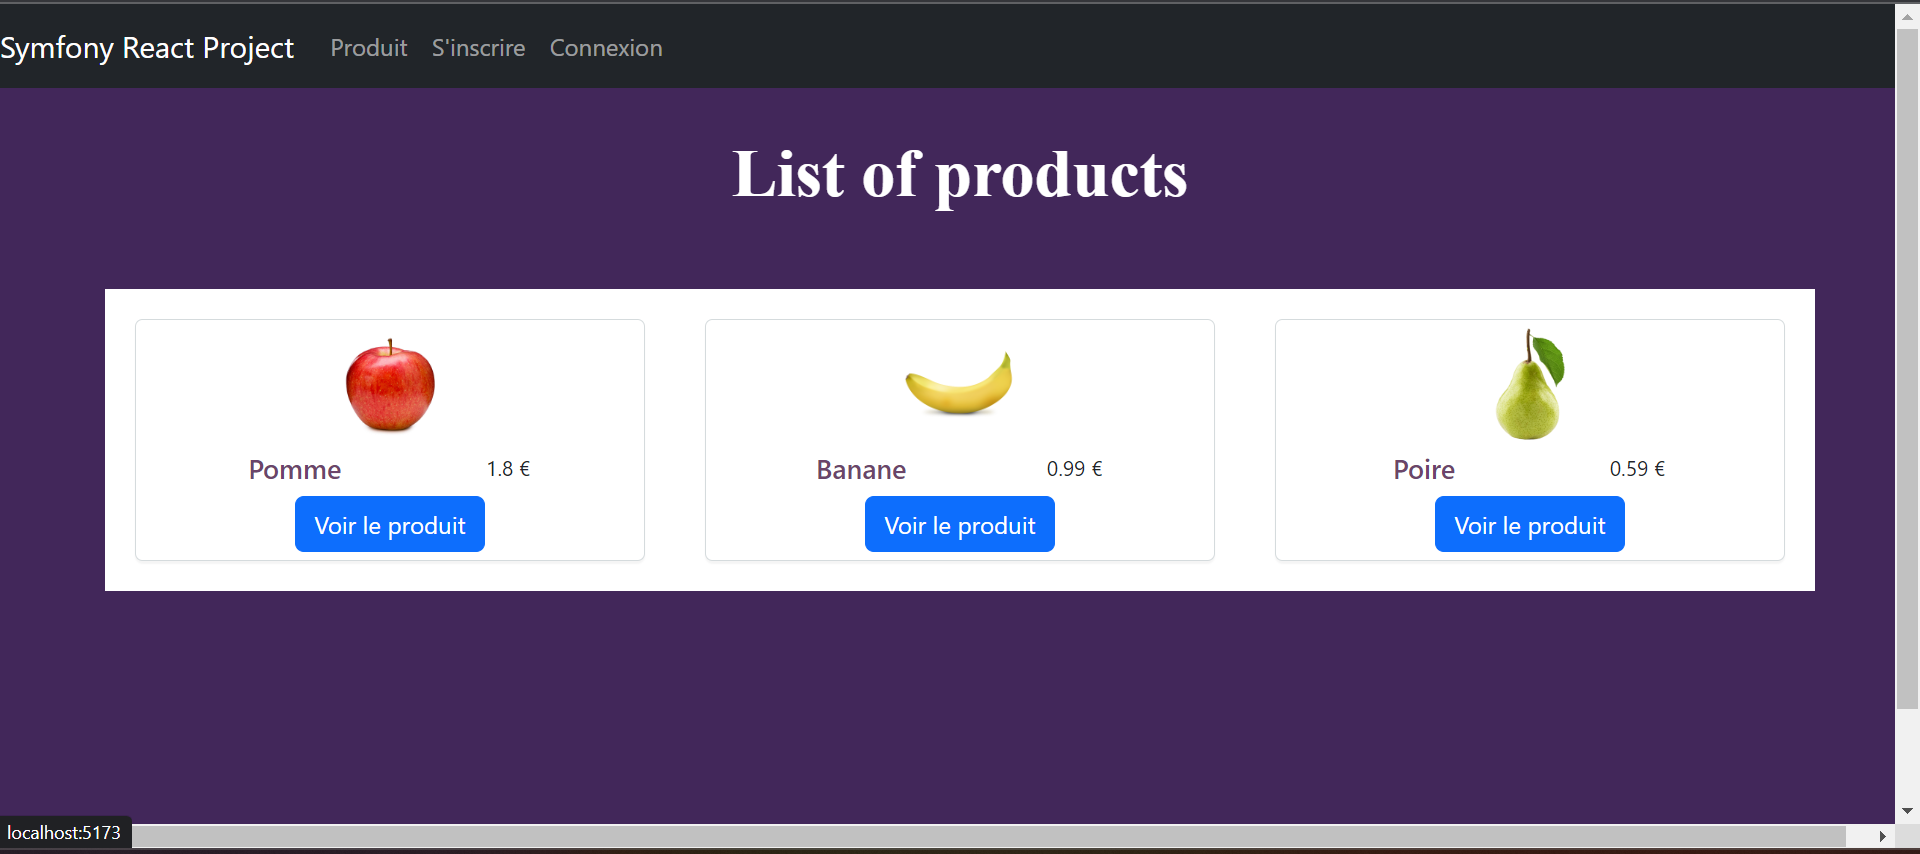 Symfony React Project Produit S'inscrire Connexion
List of products
Pomme 1.8 €
Voir le produit
Banane 0.99 €
Voir le produit
Poire 0.59 €
Voir le produit
localhost:5173